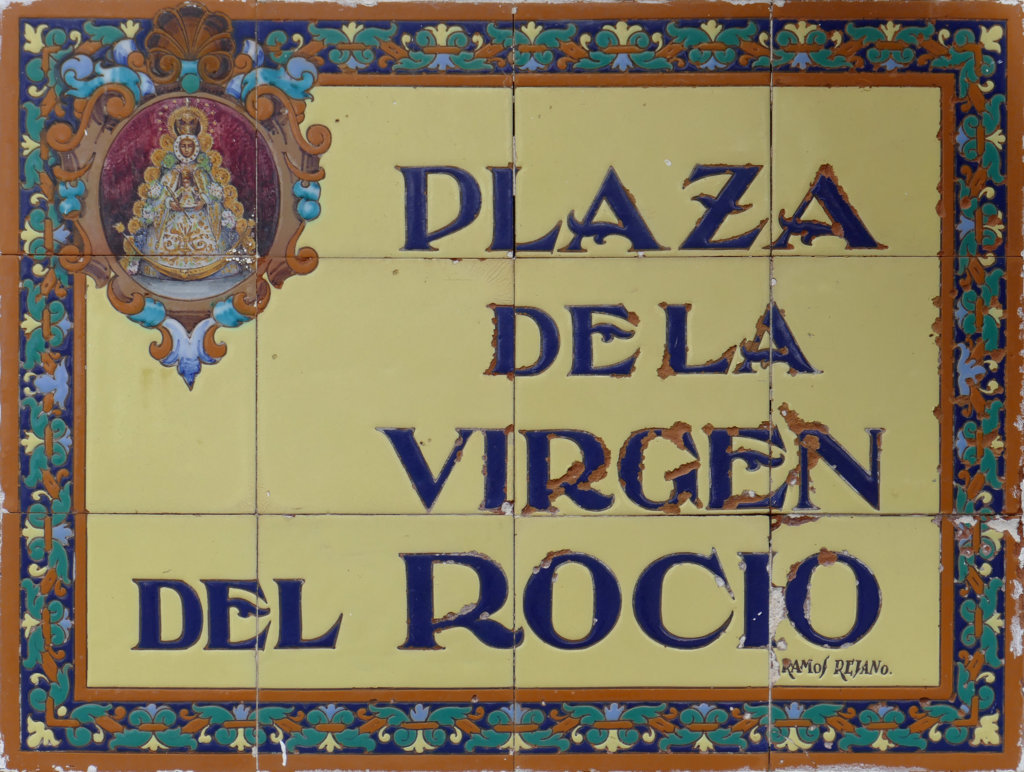 PLAZA
DE LA
VIRGEN
DEL ROCIO
RAMOS REJANO.